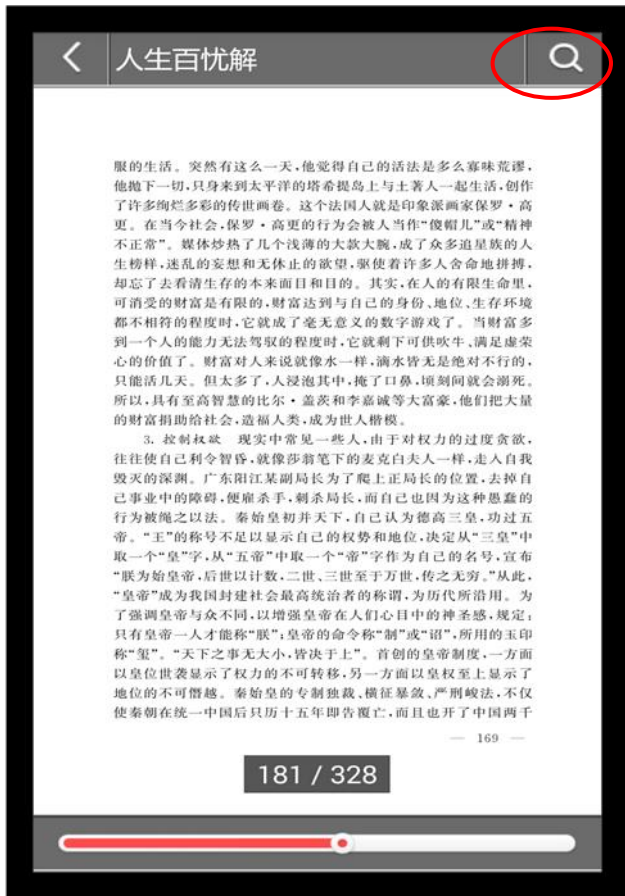 人生百忧解
服的生活。突然有这么一天,他觉得自己的活法是多么寡味荒谬,
他抛下一切,只身来到太平洋的塔希提岛上与土著人一起生活,创作
了许多绚烂多彩的传世画卷。这个法国人就是印象派画家保罗·高
更。在当今社会,保罗·高更的行为会被人当作“傻帽儿”或“精神
不正常”。媒体炒热了几个浅薄的大款大腕,成了众多追星族的人
生榜样,迷乱的妄想和无休止的欲望,驱使着许多人舍命地拼搏,
却忘了去看清生存的本来面目和目的。其实,在人的有限生命里,
可消受的财富是有限的,财富达到与自己的身份、地位、生存环境
都不相符的程度时,它就成了毫无意义的数字游戏了。当财富多
到一个人的能力无法驾驭的程度时,它就剩下可供吹牛、满足虚荣
心的价值了。财富对人来说就像水一样,滴水皆无是绝对不行的,
只能活几天。但太多了,人浸泡其中,掩了口鼻,顷刻间就会溺死。
所以,具有至高智慧的比尔·盖茨和李嘉诚等大富豪,他们把大量
的财富捐助给社会,造福人类,成为世人楷模。
3. 控制权欲 现实中常见一些人,由于对权力的过度贪欲,
往往使自己利令智昏,就像莎翁笔下的麦克白夫人一样,走入自我
毁灭的深渊。广东阳江某副局长为了爬上正局长的位置,去掉自
己事业中的障碍,便雇杀手,刺杀局长,而自己也因为这种愚蠢的
行为被绳之以法。秦始皇初并天下,自己认为德高三皇,功过五
帝。“王”的称号不足以显示自己的权势和地位,决定从“三皇”中
取一个“皇”字,从“五帝”中取一个“帝”字作为自己的名号,宣布
“朕为始皇帝,后世以计数,二世、三世至于万世,传之无穷。”从此,
“皇帝”成为我国封建社会最高统治者的称谓,为历代所沿用。为
了强调皇帝与众不同,以增强皇帝在人们心目中的神圣感,规定:
只有皇帝一人才能称“朕”;皇帝的命令称“制”或“诏”,所用的玉印
称“玺”。“天下之事无大小,皆决于上”。首创的皇帝制度,一方面
以皇位世袭显示了权力的不可转移,另一方面以皇权至上显示了
地位的不可僭越。秦始皇的专制独裁、横征暴敛、严刑峻法,不仅
使秦朝在统一中国后只历十五年即告覆亡,而且也开了中国两千
— 169 —
181 / 328